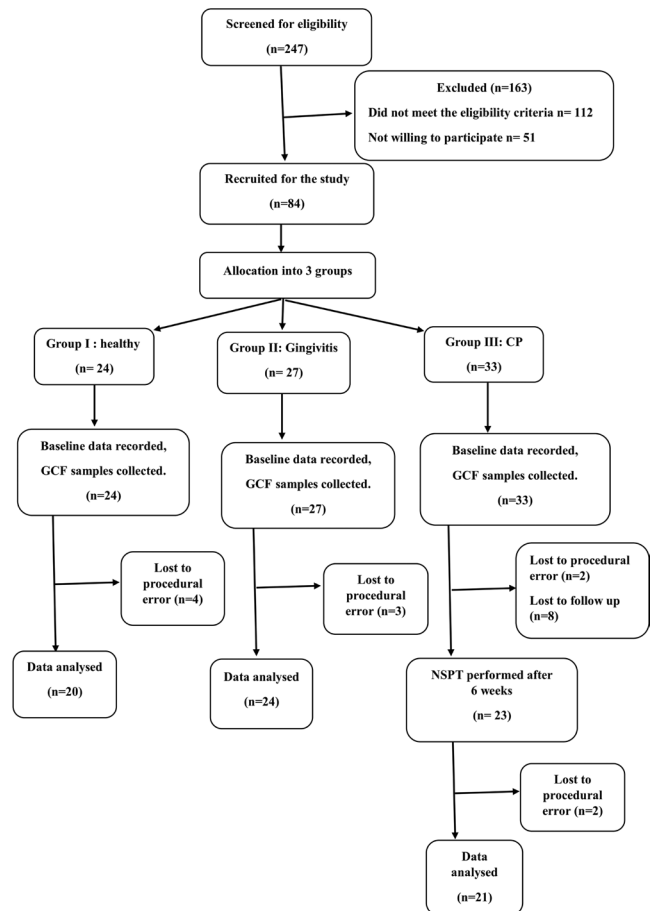 Screened for eligibility
(n=247)
Excluded (n=163)
Did not meet the eligibility criteria n= 112
Not willing to participate n= 51
Recruited for the study
(n=84)
Allocation into 3 groups
Group I : healthy
(n= 24)
Group II: Gingivitis
(n= 27)
Group III: CP
(n=33)
Baseline data recorded,
GCF samples collected.
(n=24)
Baseline data recorded,
GCF samples collected.
(n=27)
Baseline data recorded,
GCF samples collected.
(n=33)
Lost to
procedural
error (n=4)
Lost to
procedural
error (n=3)
Lost to procedural
error (n=2)
Lost to follow up
(n=8)
Data analysed
(n=20)
Data analysed
(n=24)
NSPT performed after
6 weeks
(n= 23)
Lost to
procedural
error (n=2)
Data
analysed
(n=21)